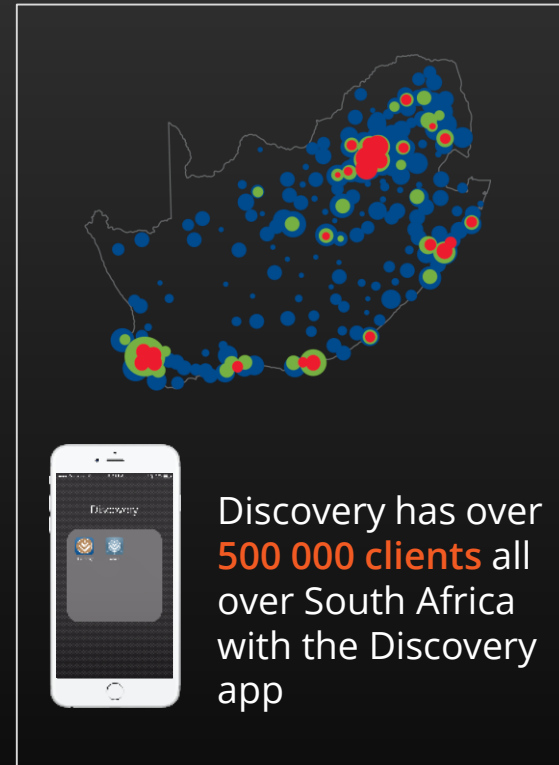 Discovery
Discovery has over
500 000 clients all
over South Africa
with the Discovery
app